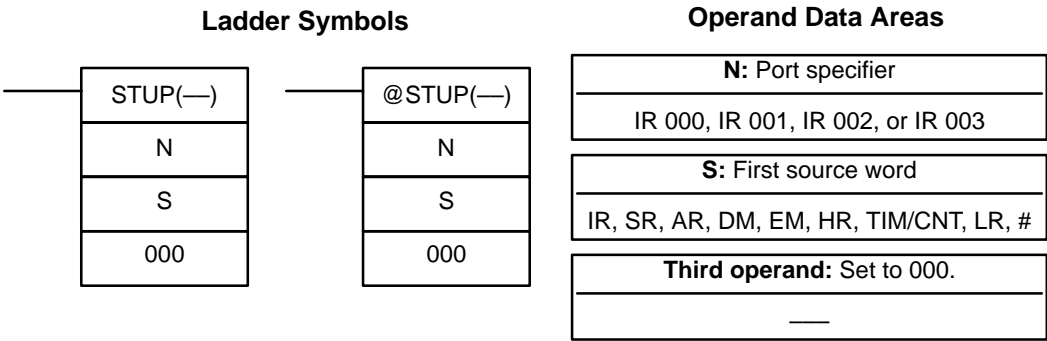 Ladder Symbols
STUP(––)
N
S
000
@STUP(––)
N
S
000
Operand Data Areas
N: Port specifier
IR 000, IR 001, IR 002, or IR 003
S: First source word
IR, SR, AR, DM, EM, HR, TIM/CNT, LR, #
Third operand: Set to 000.
–––